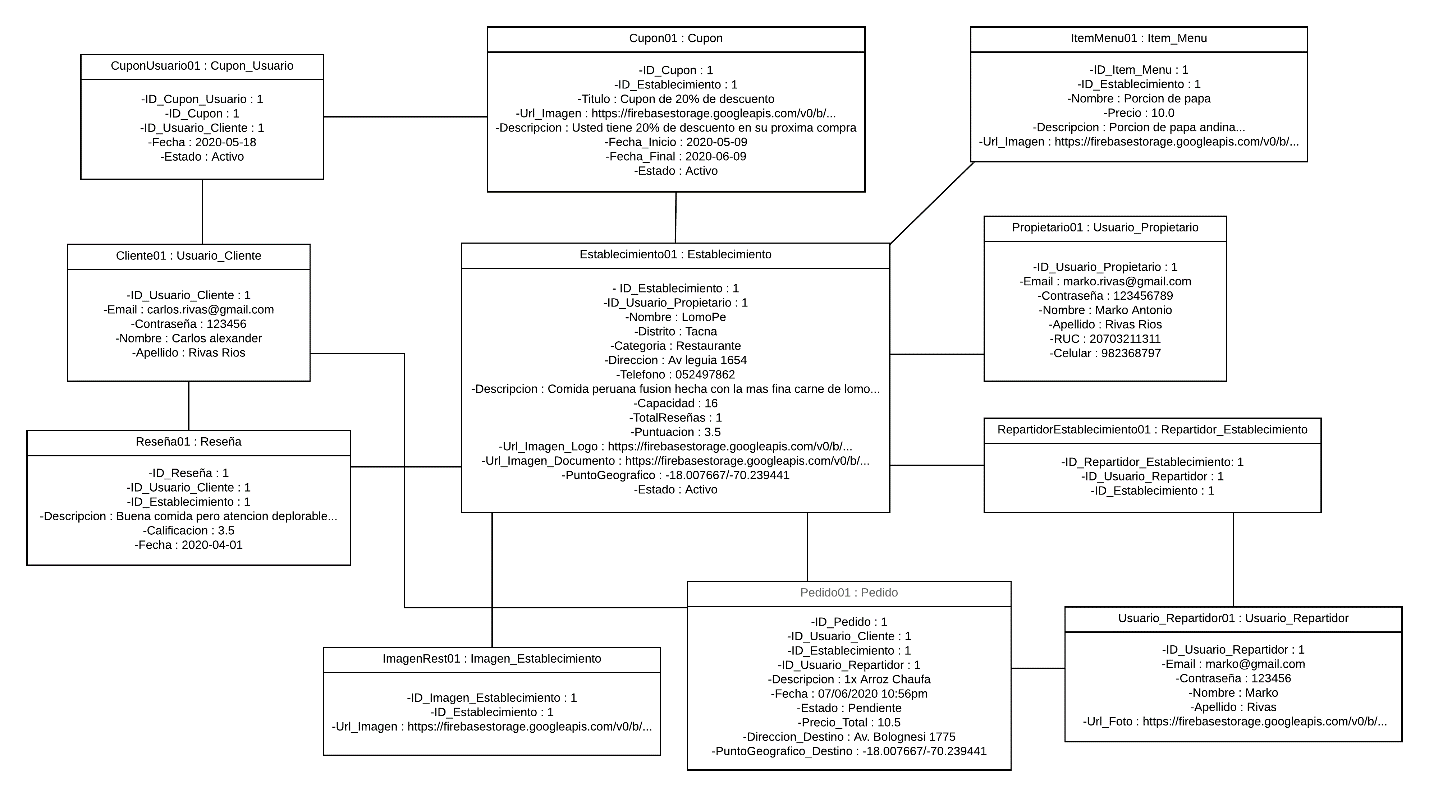 CuponUsuario01 : Cupon_Usuario
-ID_Cupon_Usuario : 1
-ID_Cupon : 1
-ID_Usuario_Cliente : 1
-Fecha : 2020-05-18
-Estado : Activo
Cupon01 : Cupon
-ID_Cupon : 1
-ID_Establecimiento : 1
-Titulo : Cupon de 20% de descuento
-Url_Imagen : https://firebasestorage.googleapis.com/v0/b/...
-Descripcion : Usted tiene 20% de descuento en su proxima compra
-Fecha_Inicio : 2020-05-09
-Fecha_Final : 2020-06-09
-Estado : Activo
ItemMenu01 : Item_Menu
-ID_Item_Menu : 1
-ID_Establecimiento : 1
-Nombre : Porcion de papa
-Precio : 10.0
-Descripcion : Porcion de papa andina...
-Url_Imagen : https://firebasestorage.googleapis.com/v0/b/...
Cliente01 : Usuario_Cliente
-ID_Usuario_Cliente : 1
-Email : carlos.rivas@gmail.com
-Contraseña : 123456
-Nombre : Carlos alexander
-Apellido : Rivas Rios
Establecimiento01 : Establecimiento
- ID_Establecimiento : 1
-ID_Usuario_Propietario : 1
-Nombre : LomoPe
-Distrito : Tacna
-Categoria : Restaurante
-Direccion : Av leguia 1654
-Telefono : 052497862
-Descripcion : Comida peruana fusion hecha con la mas fina carne de lomo...
-Capacidad : 16
-TotalReseñas : 1
-Puntuacion : 3.5
-Url_Imagen_Logo : https://firebasestorage.googleapis.com/v0/b/...
-Url_Imagen_Documento : https://firebasestorage.googleapis.com/v0/b/...
-PuntoGeografico : -18.007667/-70.239441
-Estado : Activo
Propietario01 : Usuario_Propietario
-ID_Usuario_Propietario : 1
-Email : marko.rivas@gmail.com
-Contraseña : 123456789
-Nombre : Marko Antonio
-Apellido : Rivas Rios
-RUC : 20703211311
-Celular : 982368797
Reseña01 : Reseña
-ID_Reseña : 1
-ID_Usuario_Cliente : 1
-ID_Establecimiento : 1
-Descripcion : Buena comida pero atencion deplorable...
-Calificacion : 3.5
-Fecha : 2020-04-01
RepartidorEstablecimiento01 : Repartidor_Establecimiento
-ID_Repartidor_Establecimiento: 1
-ID_Usuario_Repartidor : 1
-ID_Establecimiento : 1
ImagenRest01 : Imagen_Establecimiento
-ID_Imagen_Establecimiento : 1
-ID_Establecimiento : 1
-Url_Imagen : https://firebasestorage.googleapis.com/v0/b/...
Pedido01 : Pedido
-ID_Pedido : 1
-ID_Usuario_Cliente : 1
-ID_Establecimiento : 1
-ID_Usuario_Repartidor : 1
-Descripcion : 1x Arroz Chaufa
-Fecha : 07/06/2020 10:56pm
-Estado : Pendiente
-Precio_Total : 10.5
-Direccion_Destino : Av. Bolognesi 1775
-PuntoGeografico_Destino : -18.007667/-70.239441
Usuario_Repartidor01 : Usuario_Repartidor
-ID_Usuario_Repartidor : 1
-Email : marko@gmail.com
-Contraseña : 123456
-Nombre : Marko
-Apellido : Rivas
-Url_Foto : https://firebasestorage.googleapis.com/v0/b/...